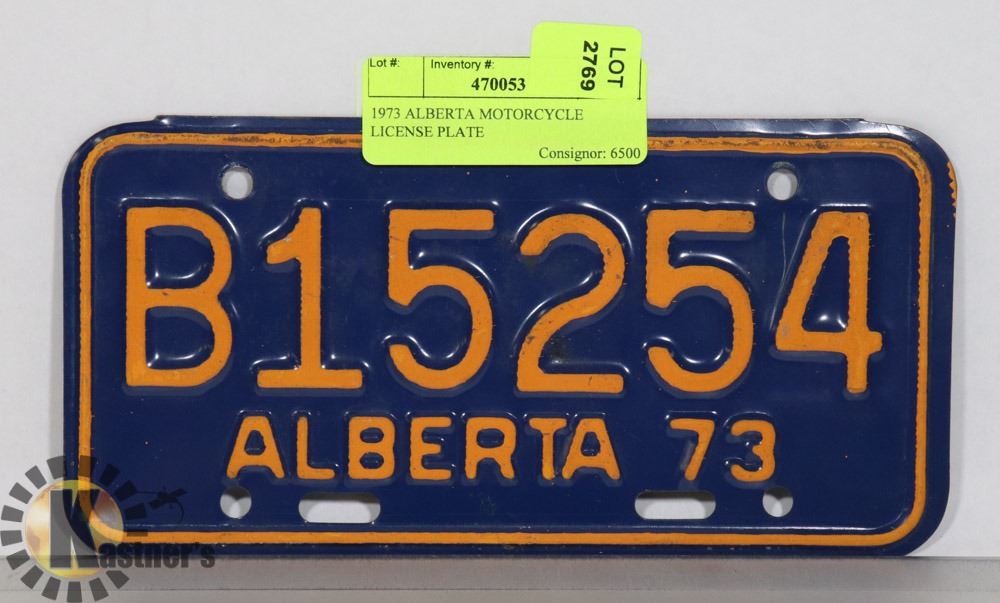 LOT
2769
Lot #: Inventory #:
470053
1973 ALBERTA MOTORCYCLE
LICENSE PLATE
Consignor: 6500
B15254
ALBERTA 73
Kastner's